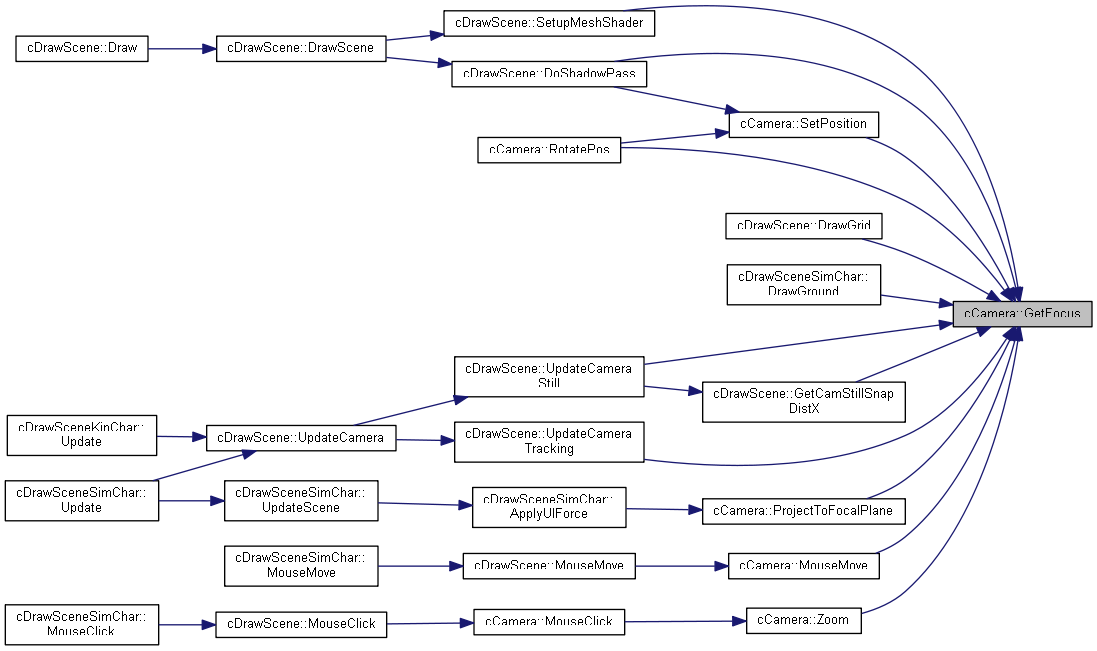 cDrawScene::SetupMeshShader
cDrawScene::Draw
cDrawScene::DrawScene
cDrawScene::DoShadowPass
cCamera::SetPosition
cCamera::RotatePos
cDrawScene::DrawGrid
cDrawSceneSimChar::
DrawGround
cCamera::GetFocus
cDrawScene::UpdateCamera
Still
cDrawScene::GetCamStillSnap
DistX
cDrawSceneKinChar::
Update
cDrawScene::UpdateCamera
cDrawScene::UpdateCamera
Tracking
cDrawSceneSimChar::
Update
cDrawSceneSimChar::
UpdateScene
cDrawSceneSimChar::
ApplyUIForce
cCamera::ProjectToFocalPlane
cDrawSceneSimChar::
MouseMove
cDrawScene::MouseMove
cCamera::MouseMove
cDrawSceneSimChar::
MouseClick
cDrawScene::MouseClick
cCamera::MouseClick
cCamera::Zoom